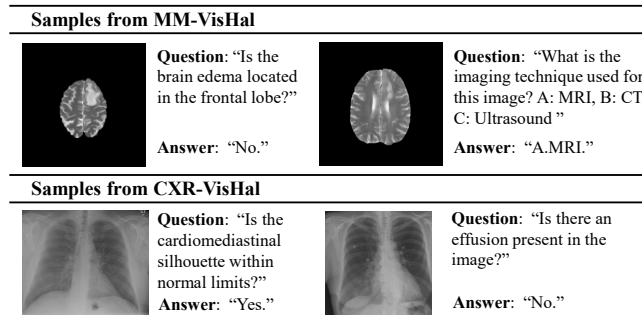 Samples from MM-VisHal
Question: “Is the
brain edema located
in the frontal lobe?”
Answer: “No.”
Question: “What is the
imaging technique used for
this image? A: MRI, B: CT
C: Ultrasound ”
Answer: “A.MRI.”
Samples from CXR-VisHal
Question: “Is the
cardiomediastinal
silhouette within
normal limits?”
Answer: “Yes.”
Question: “Is there an
effusion present in the
image?”
Answer: “No.”